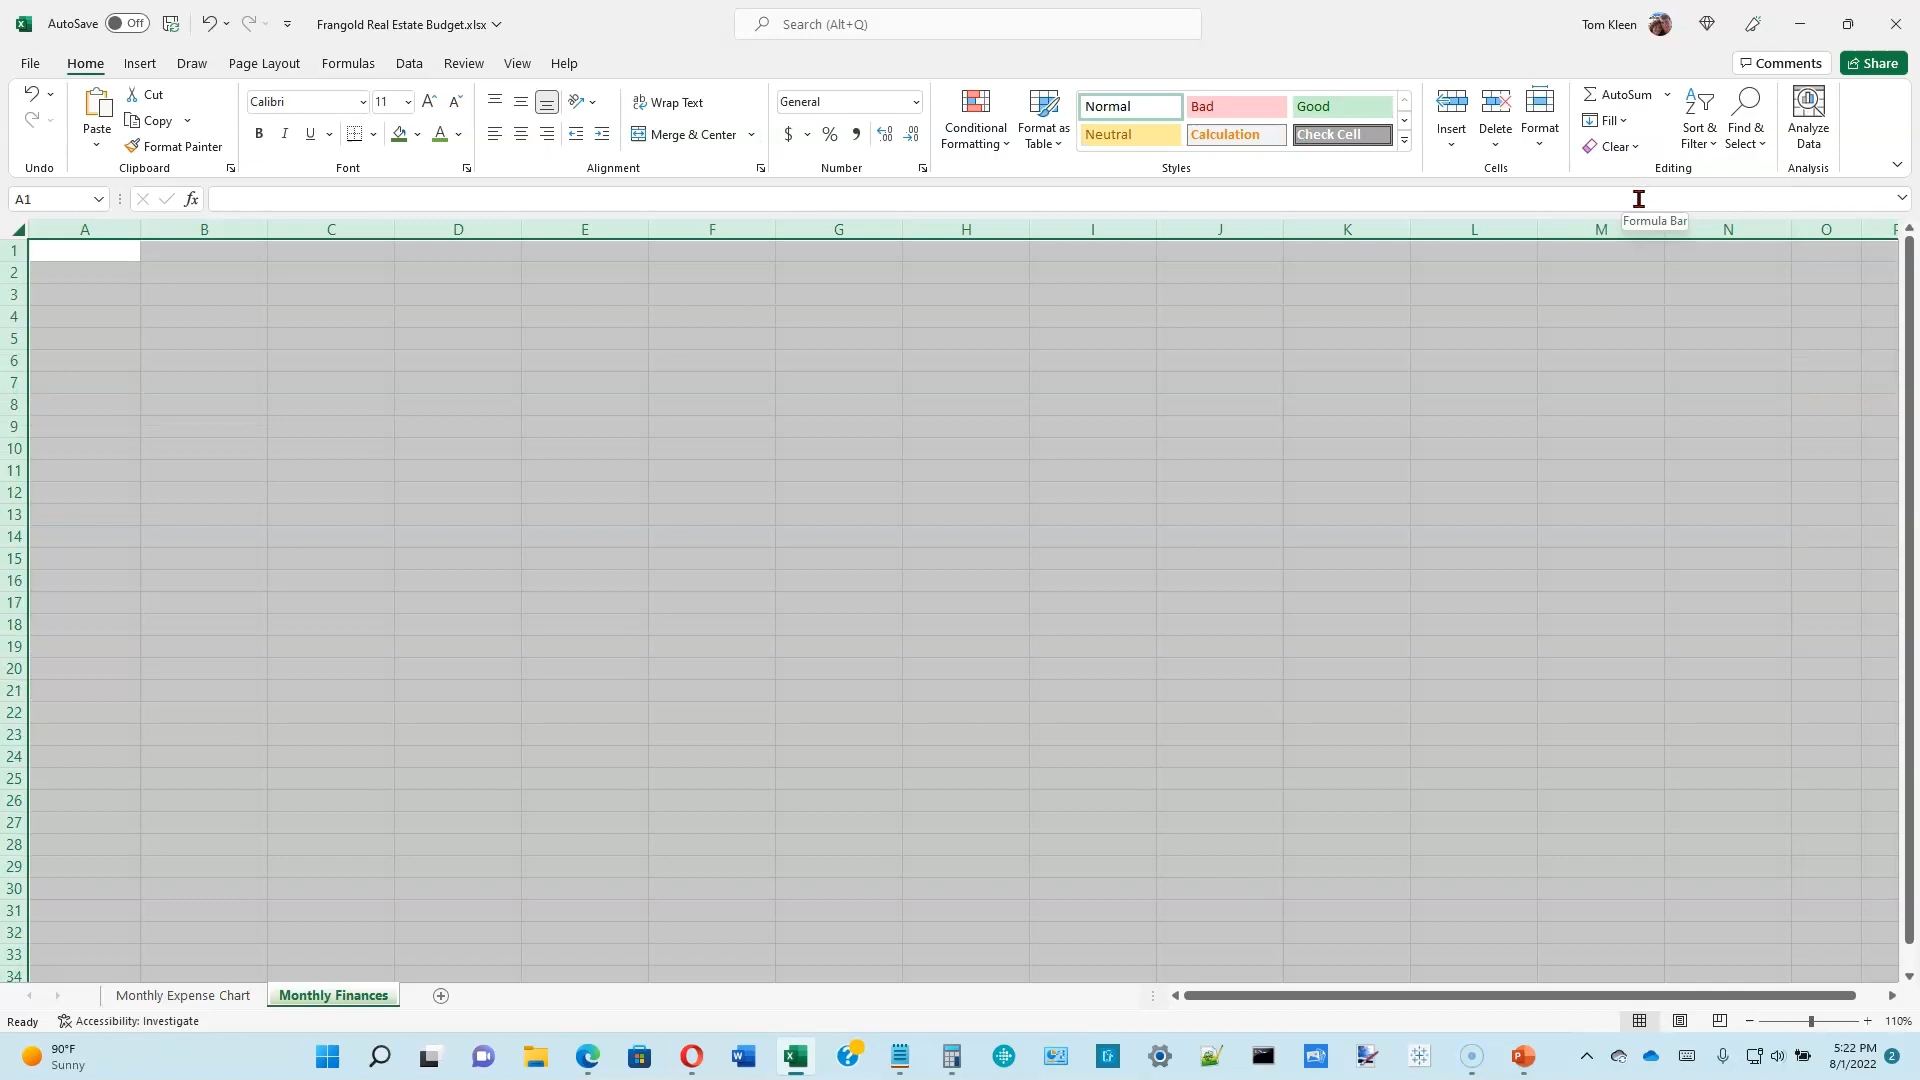 AutoSave Off Frangold Real Estate Budget.xlsx Search (Alt+Q) Tom Kleen
File Home Insert Draw Page Layout Formulas Data Review View Help Comments Share
Cut Calibri 11 Wrap Text General Normal Bad Good AutoSum
Copy Paste Conditional Format as Insert Delete Format Fill Sort & Find & Analyze
B I U Merge & Center $ % Neutral Calculation Check Cell
Format Painter Formatting Table Clear Filter Select Data
Undo Clipboard Font Alignment Number Styles Cells Editing Analysis
A1 fx
Formula Bar
A B C D E F G H I J K L M N O
1
2
3
4
5
6
7
8
9
10
11
12
13
14
15
16
17
18
19
20
21
22
23
24
25
26
27
28
29
30
31
32
33
34
Monthly Expense Chart Monthly Finances
Ready Accessibility: Investigate 110%
90°F 5:22 PM
Sunny 8/1/2022 2